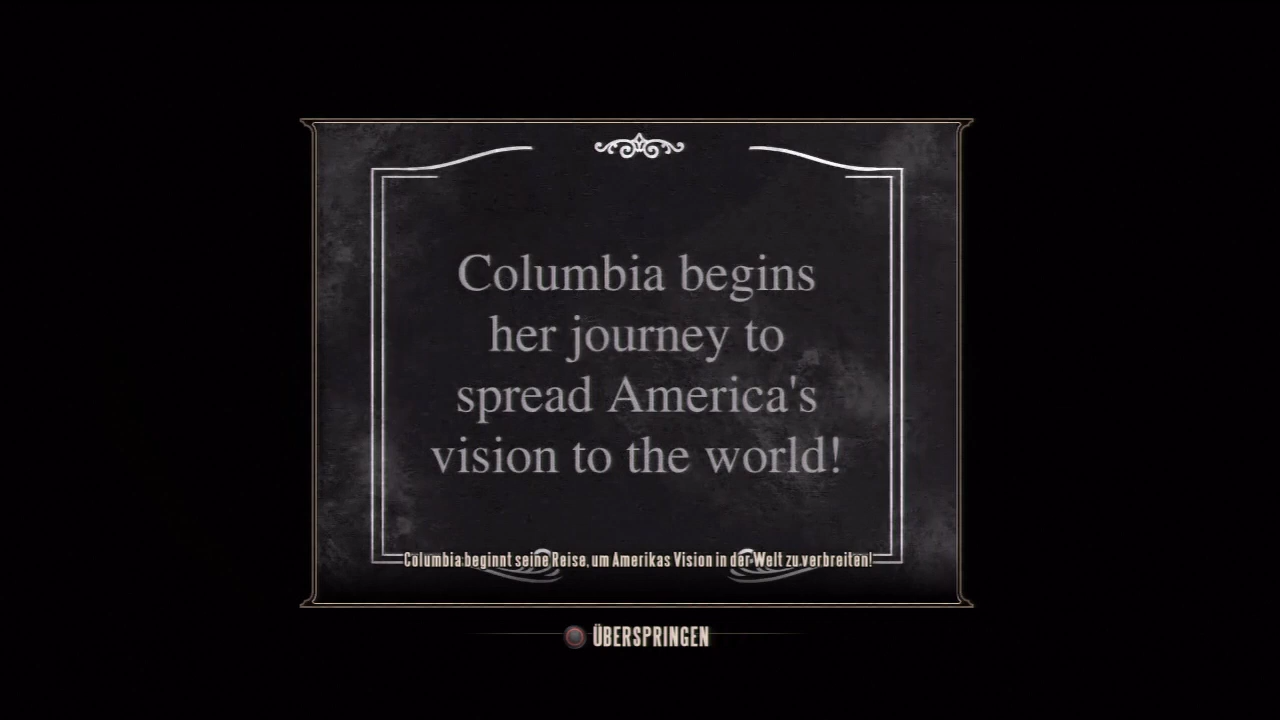 Columbia begins
her journey to
spread America's
vision to the world!
Columbia beginnt seine Reise, um Amerikas Vision in der Welt zu verbreiten!
ÜBERSPRINGEN